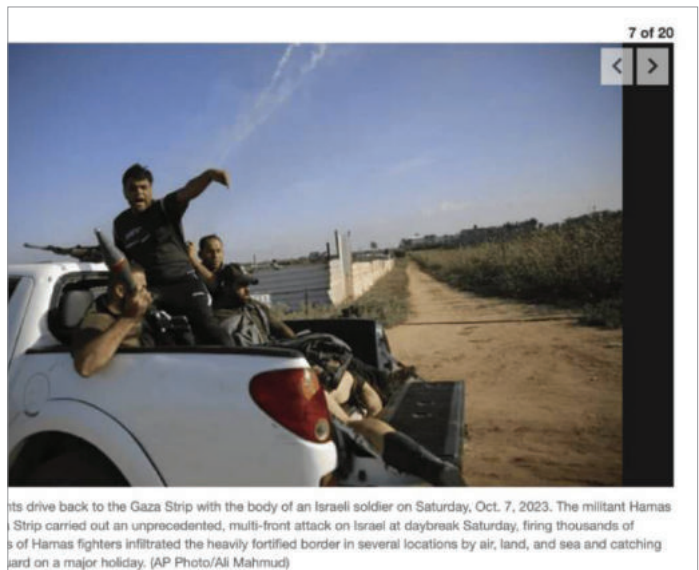 7 of 20
nts drive back to the Gaza Strip with the body of an Israeli soldier on Saturday, Oct. 7, 2023. The militant Hamas
Strip carried out an unprecedented, multi-front attack on Israel at daybreak Saturday, firing thousands of
s of Hamas fighters infiltrated the heavily fortified border in several locations by air, land, and sea and catching
uard on a major holiday. (AP Photo/Ali Mahmud)